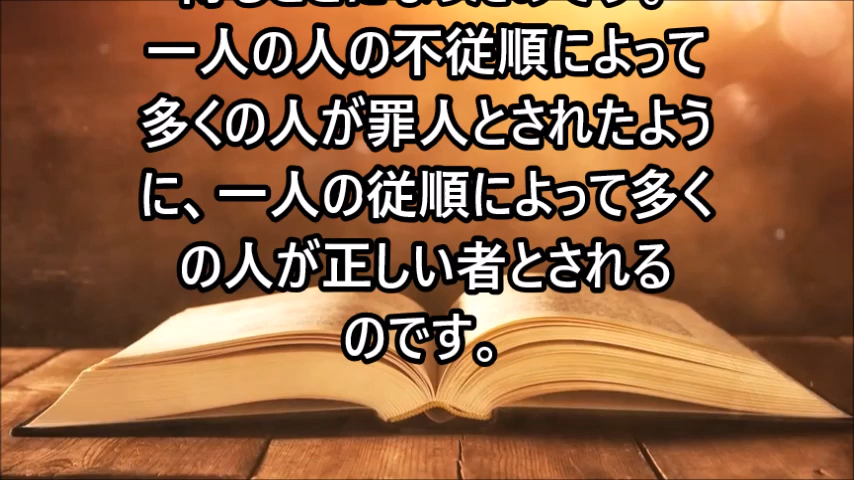 一人の人の不従順によって
多くの人が罪人とされたよう
に、一人の従順によって多く
の人が正しい者とされる
のです。